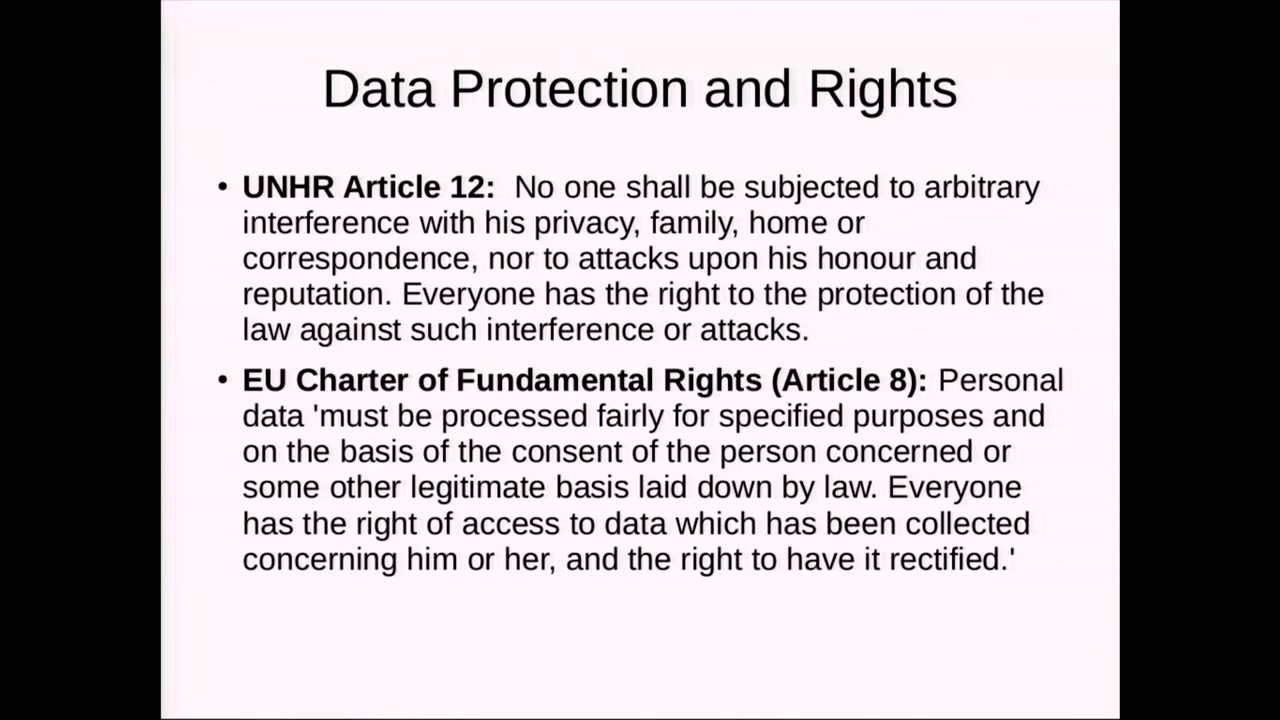 Data Protection and Rights
• UNHR Article 12:  No one shall be subjected to arbitrary
interference with his privacy, family, home or
correspondence, nor to attacks upon his honour and
reputation. Everyone has the right to the protection of the
law against such interference or attacks.
• EU Charter of Fundamental Rights (Article 8): Personal
data 'must be processed fairly for specified purposes and
on the basis of the consent of the person concerned or
some other legitimate basis laid down by law. Everyone
has the right of access to data which has been collected
concerning him or her, and the right to have it rectified.'